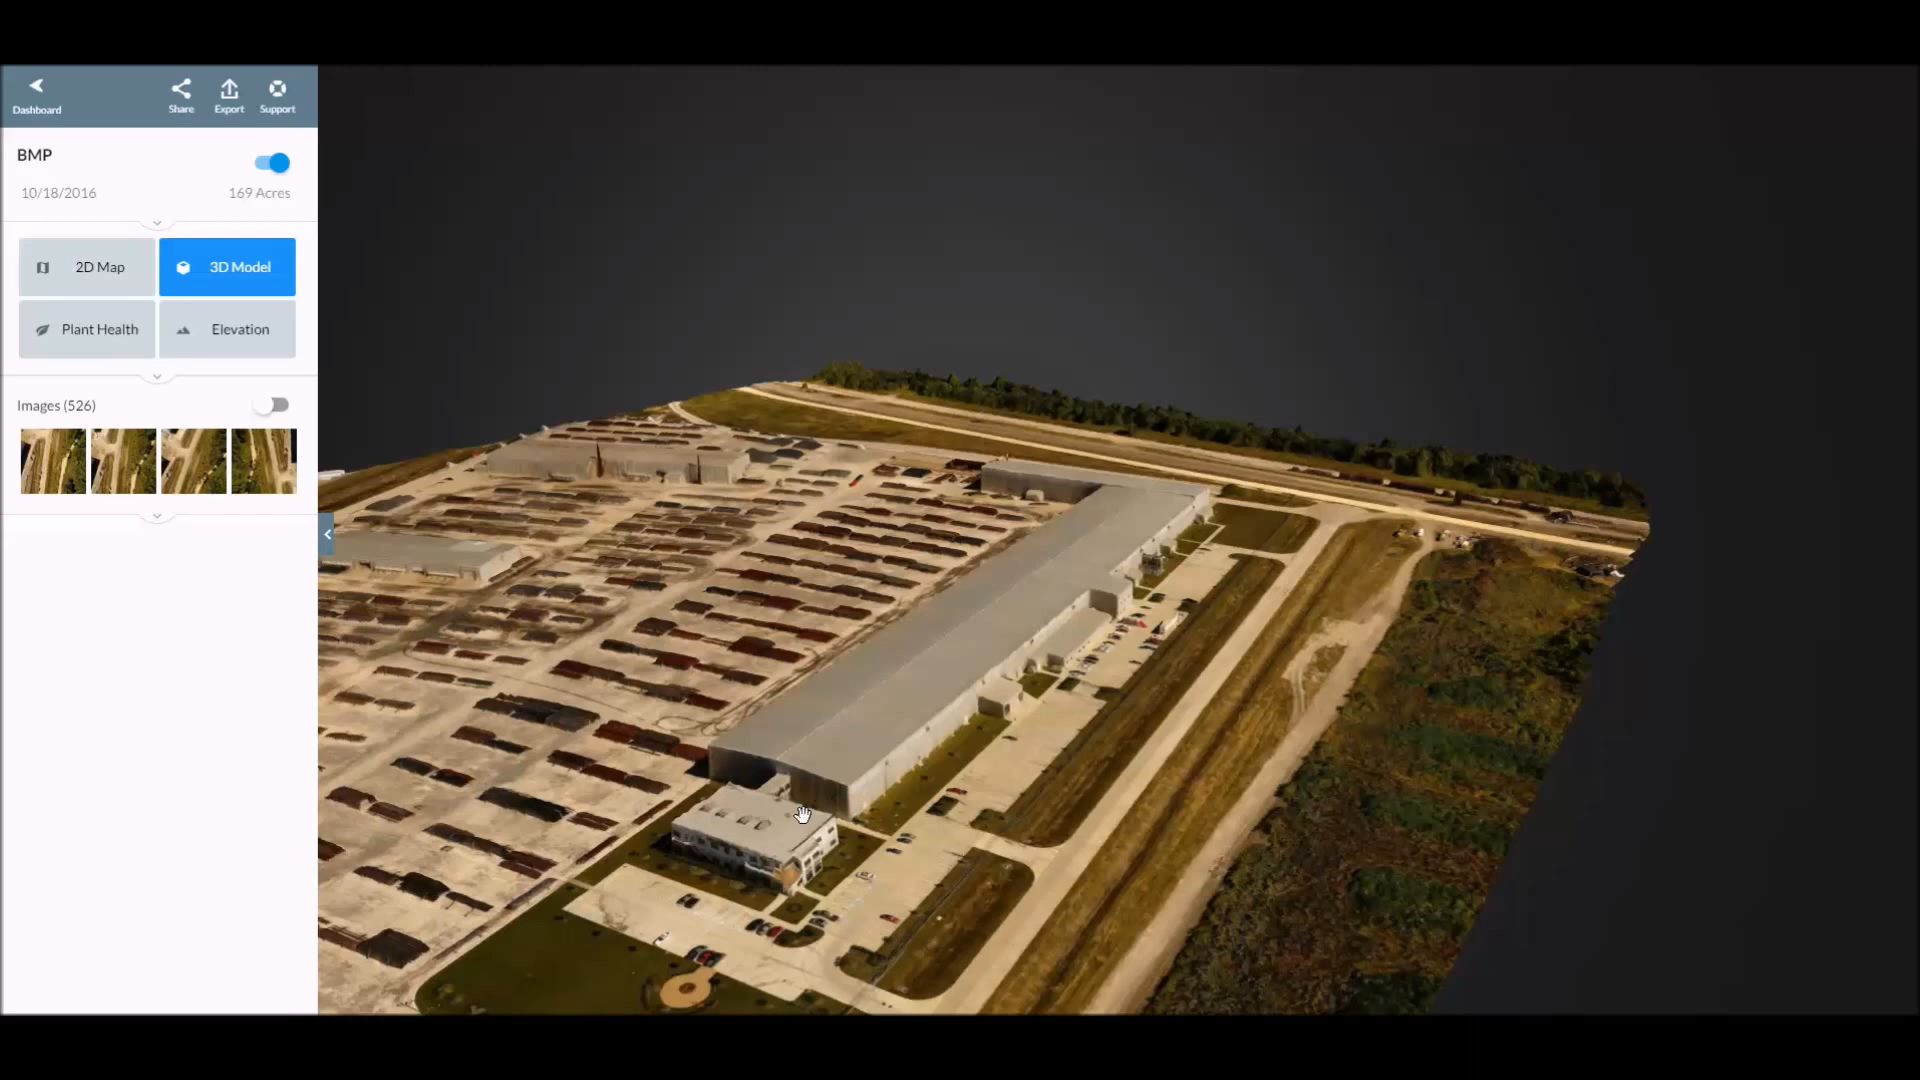 Dashboard
Share
Export
Support
BMP
10/18/2016
169 Acres
2D Map
3D Model
Plant Health
Elevation
Images (526)